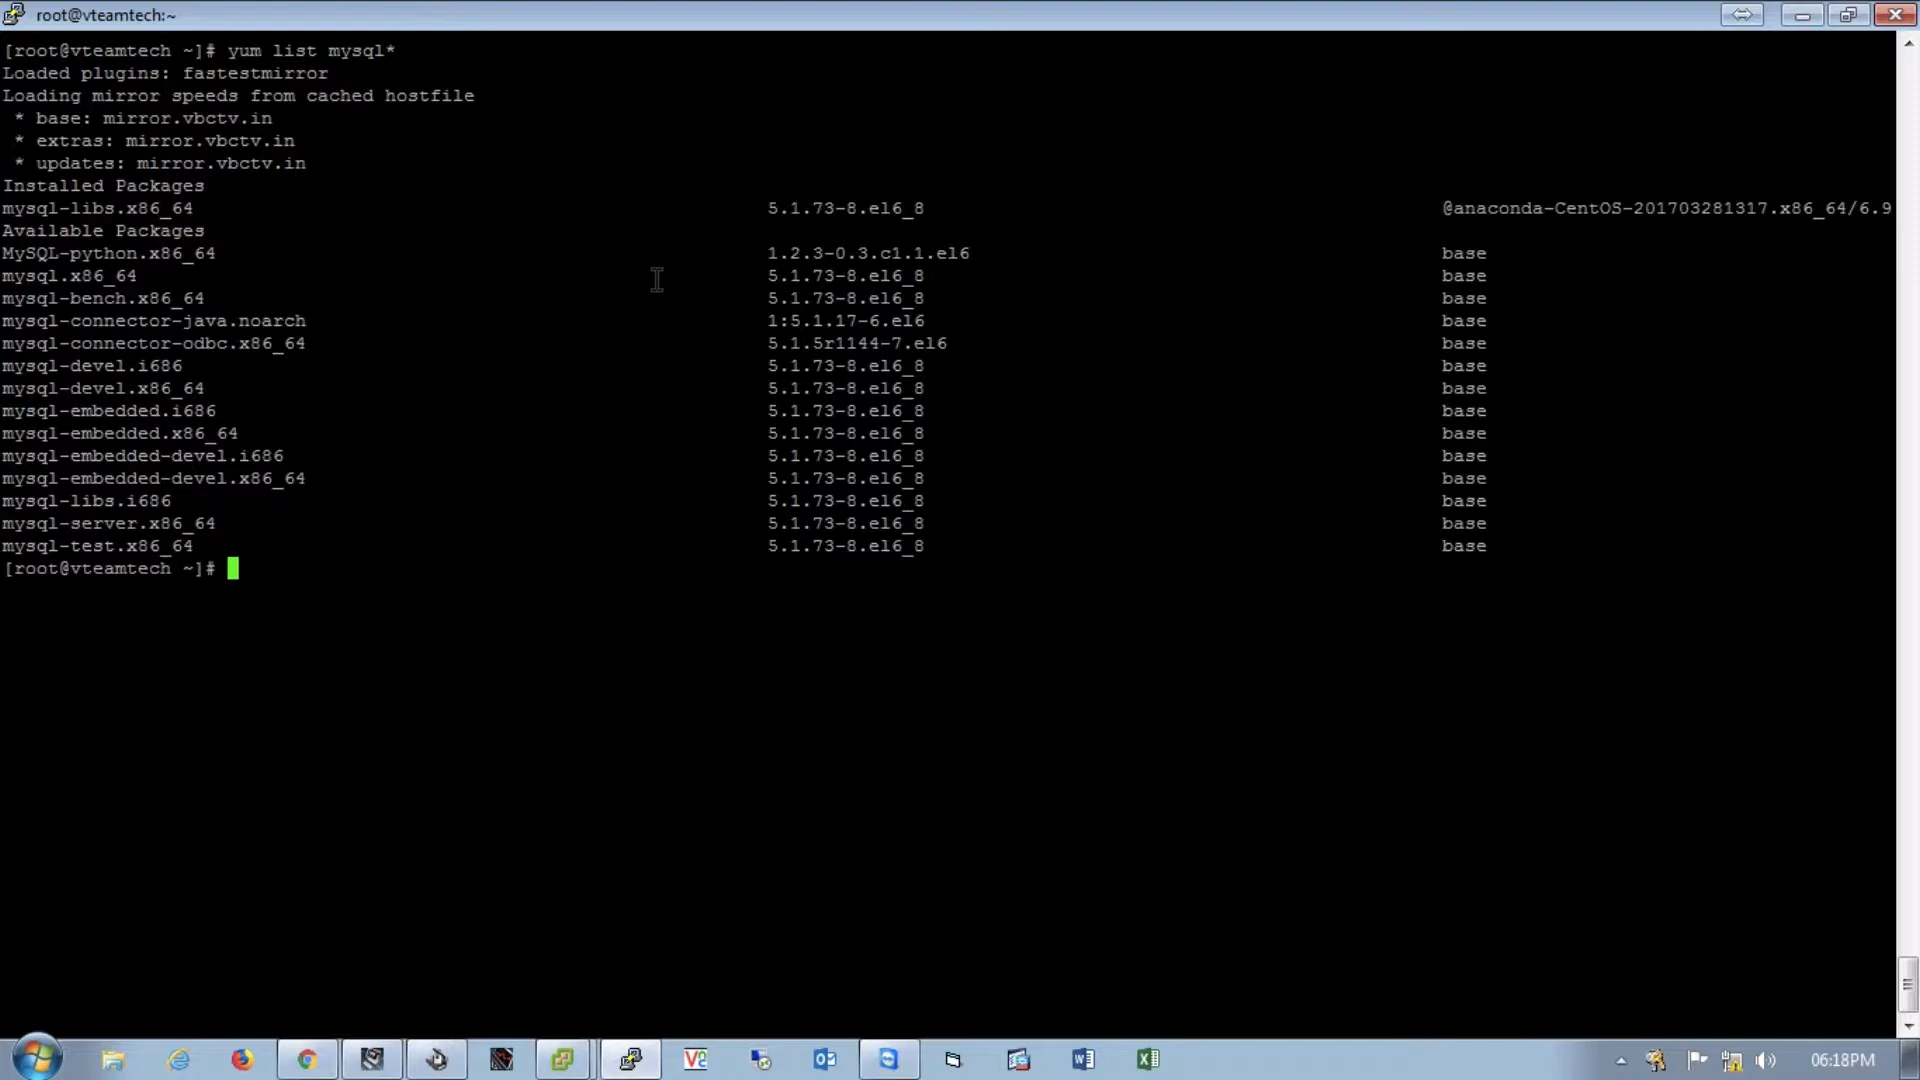 root@vteamtech:~
[root@vteamtech ~]# yum list mysql*
Loaded plugins: fastestmirror
Loading mirror speeds from cached hostfile
 * base: mirror.vbctv.in
 * extras: mirror.vbctv.in
 * updates: mirror.vbctv.in
Installed Packages
mysql-libs.x86_64 5.1.73-8.el6_8 @anaconda-CentOS-201703281317.x86_64/6.9
Available Packages
MySQL-python.x86_64 1.2.3-0.3.c1.1.el6 base
mysql.x86_64 5.1.73-8.el6_8 base
mysql-bench.x86_64 5.1.73-8.el6_8 base
mysql-connector-java.noarch 1:5.1.17-6.el6 base
mysql-connector-odbc.x86_64 5.1.5r1144-7.el6 base
mysql-devel.i686 5.1.73-8.el6_8 base
mysql-devel.x86_64 5.1.73-8.el6_8 base
mysql-embedded.i686 5.1.73-8.el6_8 base
mysql-embedded.x86_64 5.1.73-8.el6_8 base
mysql-embedded-devel.i686 5.1.73-8.el6_8 base
mysql-embedded-devel.x86_64 5.1.73-8.el6_8 base
mysql-libs.i686 5.1.73-8.el6_8 base
mysql-server.x86_64 5.1.73-8.el6_8 base
mysql-test.x86_64 5.1.73-8.el6_8 base
[root@vteamtech ~]#
06:18PM